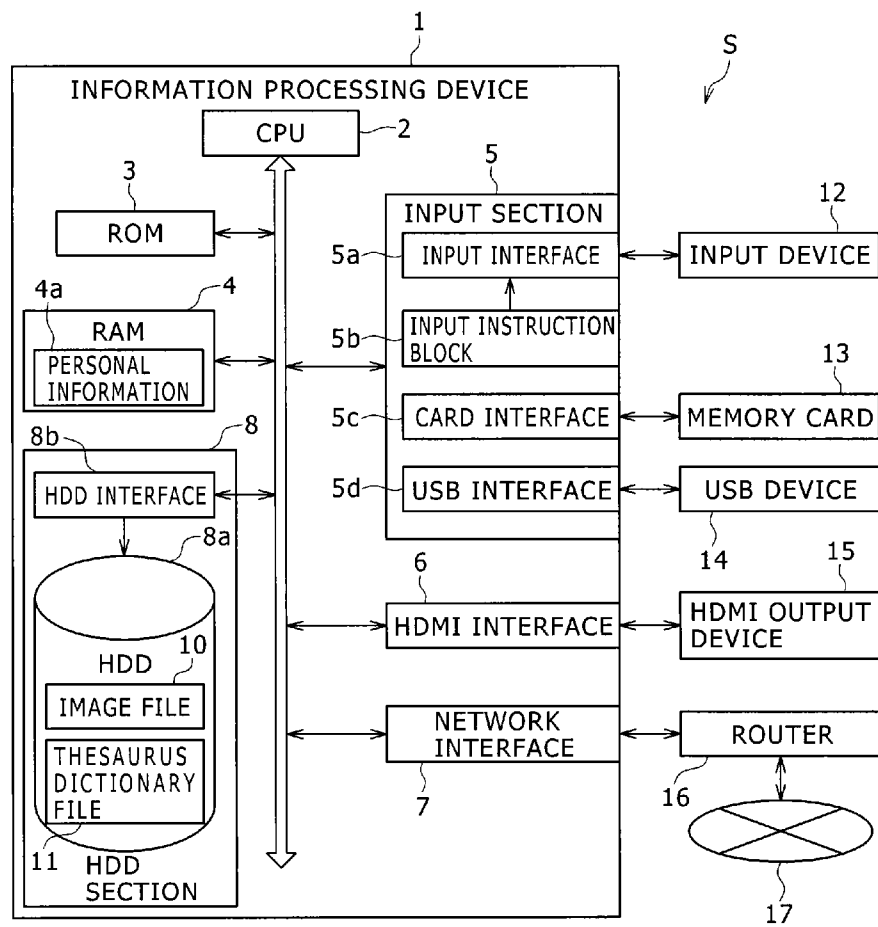 1
S
INFORMATION PROCESSING DEVICE
CPU
2
3
ROM
5
INPUT SECTION
12
5a
INPUT INTERFACE
INPUT DEVICE
4a
4
RAM
PERSONAL
INFORMATION
5b
INPUT INSTRUCTION
BLOCK
13
5c
CARD INTERFACE
MEMORY CARD
8b
8
HDD INTERFACE
5d
USB INTERFACE
USB DEVICE
14
8a
6
15
HDMI INTERFACE
HDMI OUTPUT
DEVICE
HDD
10
IMAGE FILE
NETWORK
INTERFACE
7
ROUTER
16
THESAURUS
DICTIONARY
FILE
11
HDD
SECTION
17